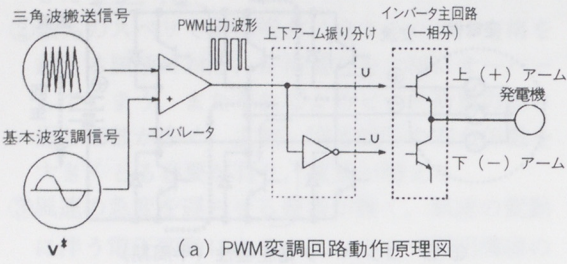 三角波搬送信号
PWM出力波形
上下アーム振り分け
インバータ主回路
(一相分)
−
+
コンパレータ
U
−U
上（+）アーム
発電機
下（−）アーム
基本波変調信号
V*
(a) PWM変調回路動作原理図